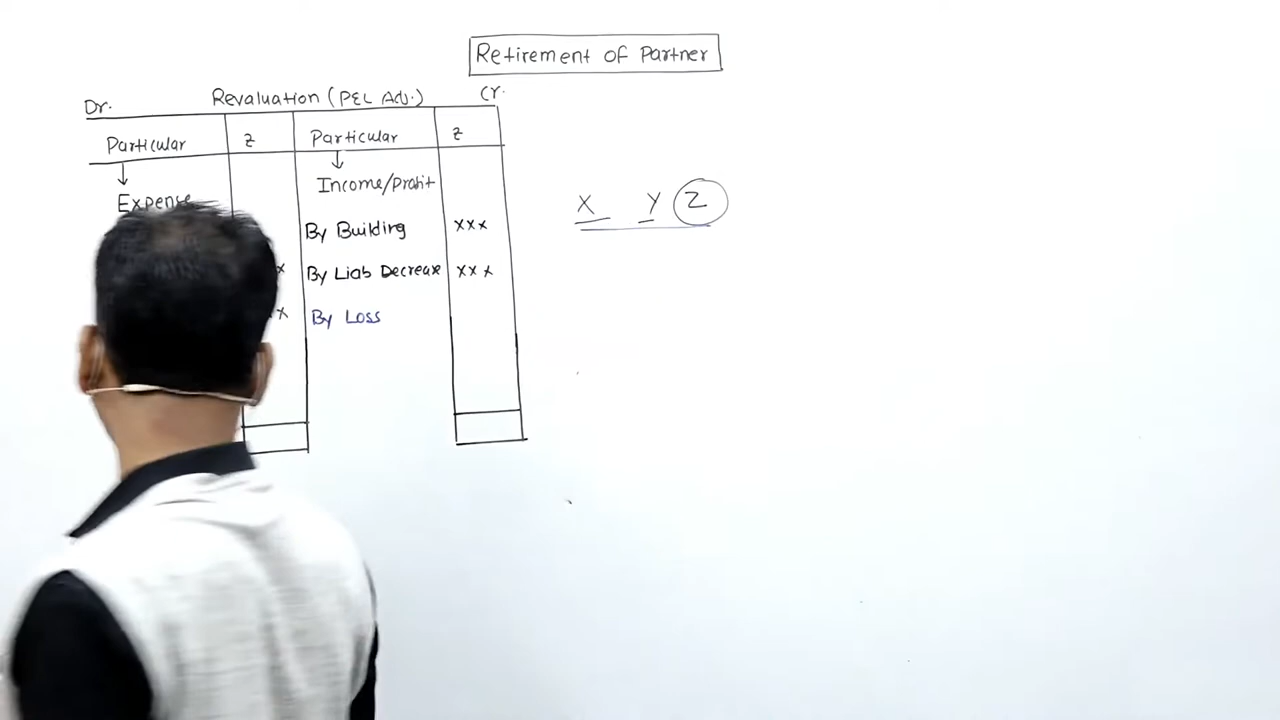 Retirement of Partner
Dr. Revaluation (P&L Adj.) Cr.
Particular ₹ Particular ₹
Expense Income/Profit
By Building xxx
By Liab Decrease xxx
By Loss
X Y Z